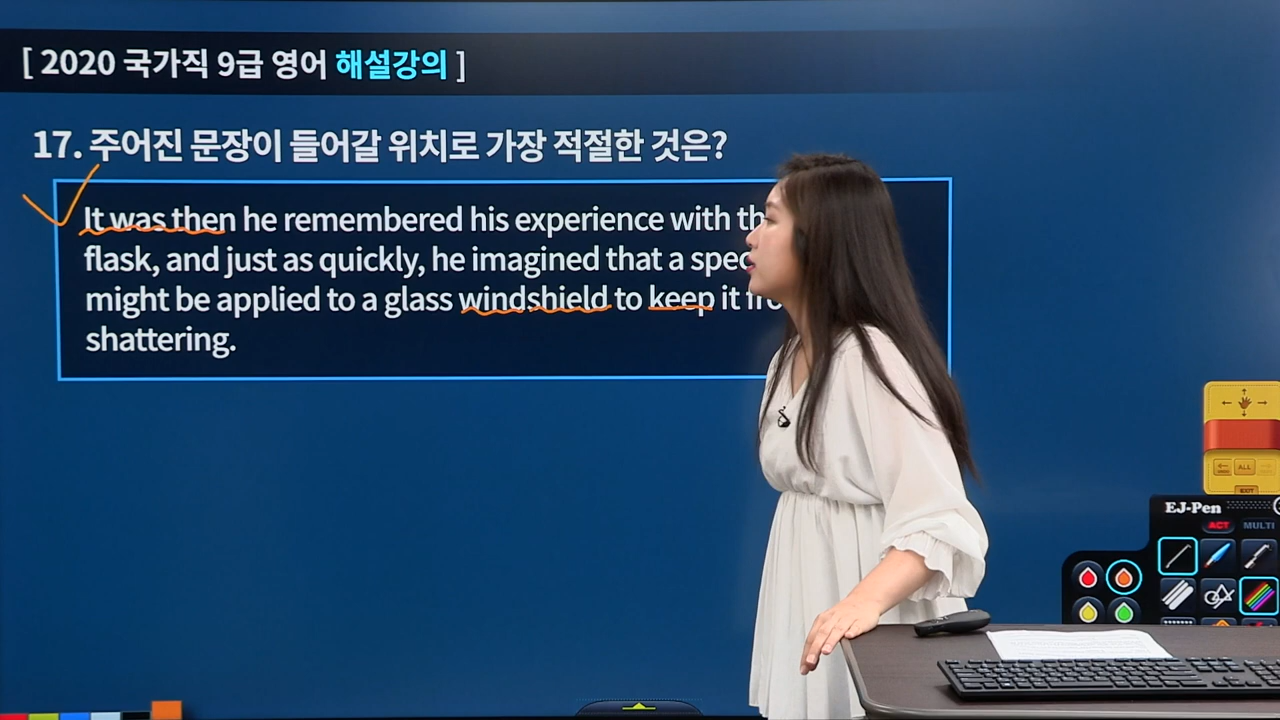 [ 2020 국가직 9급 영어 해설강의 ]
17. 주어진 문장이 들어갈 위치로 가장 적절한 것은?
It was then he remembered his experience with
flask, and just as quickly, he imagined that a
might be applied to a glass windshield to keep it
shattering.
ALL
EXIT
EJ-Pen
ACT MULTI